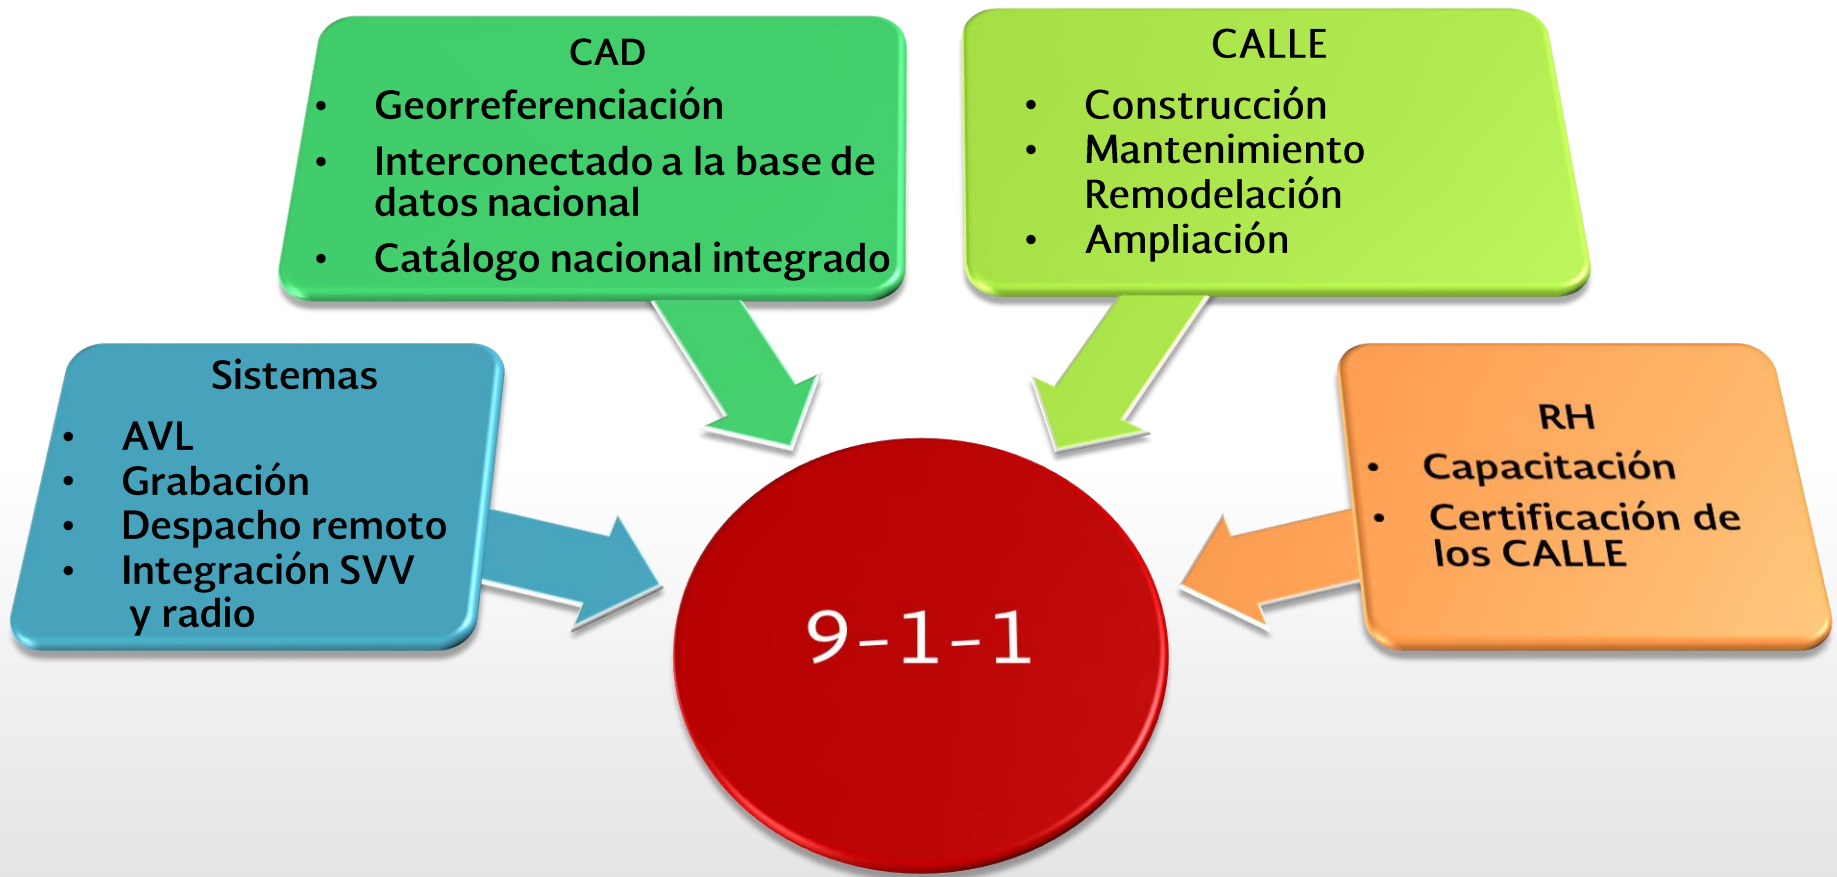 CAD
• Georreferenciación
• Interconectado a la base de
datos nacional
• Catálogo nacional integrado
CALLE
• Construcción
• Mantenimiento
Remodelación
• Ampliación
Sistemas
• AVL
• Grabación
• Despacho remoto
• Integración SVV
y radio
RH
• Capacitación
• Certificación de
los CALLE
9-1-1